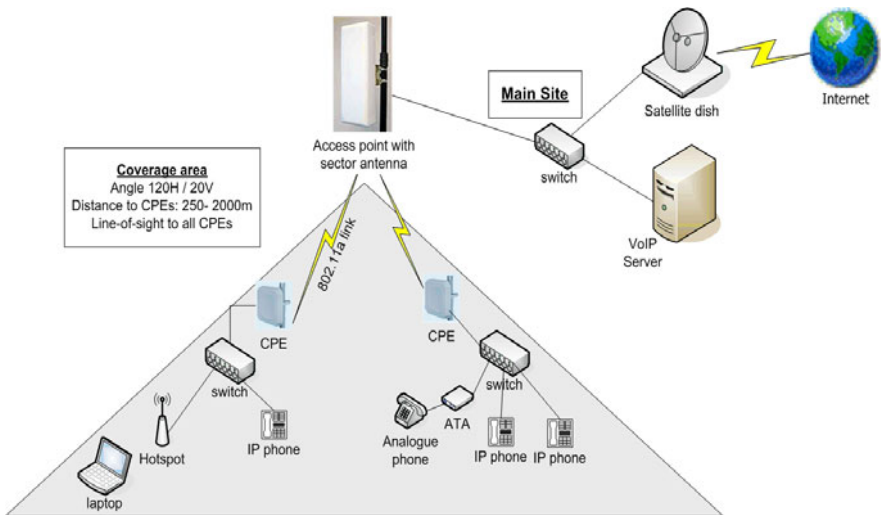 Main Site
Satellite dish
Internet
Access point with
sector antenna
switch
Coverage area
Angle 120H / 20V
Distance to CPEs: 250- 2000m
Line-of-sight to all CPEs
VoIP
Server
802.11a link
CPE
CPE
switch
switch
IP phone
Hotspot
laptop
Analogue
phone
ATA
IP phone
IP phone